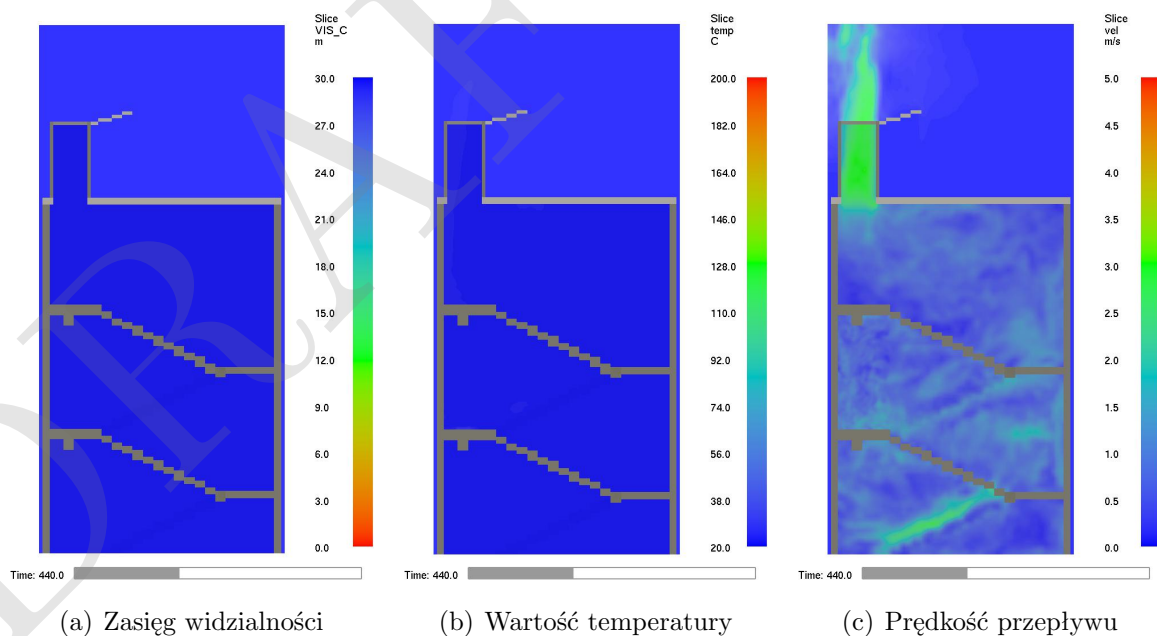 Slice
VIS_C
m
30.0
27.0
24.0
21.0
18.0
15.0
12.0
9.0
6.0
3.0
0.0
Time: 440.0
(a) Zasięg widzialności
Slice
temp
C
200.0
182.0
164.0
146.0
128.0
110.0
92.0
74.0
56.0
38.0
20.0
Time: 440.0
(b) Wartość temperatury
Slice
vel
m/s
5.0
4.5
4.0
3.5
3.0
2.5
2.0
1.5
1.0
0.5
0.0
Time: 440.0
(c) Prędkość przepływu
DRAF